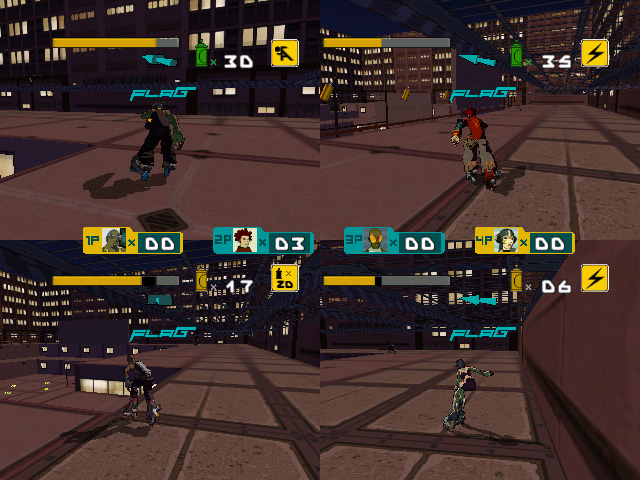 × 30
FLAG
× 35
FLAG
1P × 00
2P × 03
3P × 00
4P × 00
× 17
× 20
FLAG
× 06
FLAG